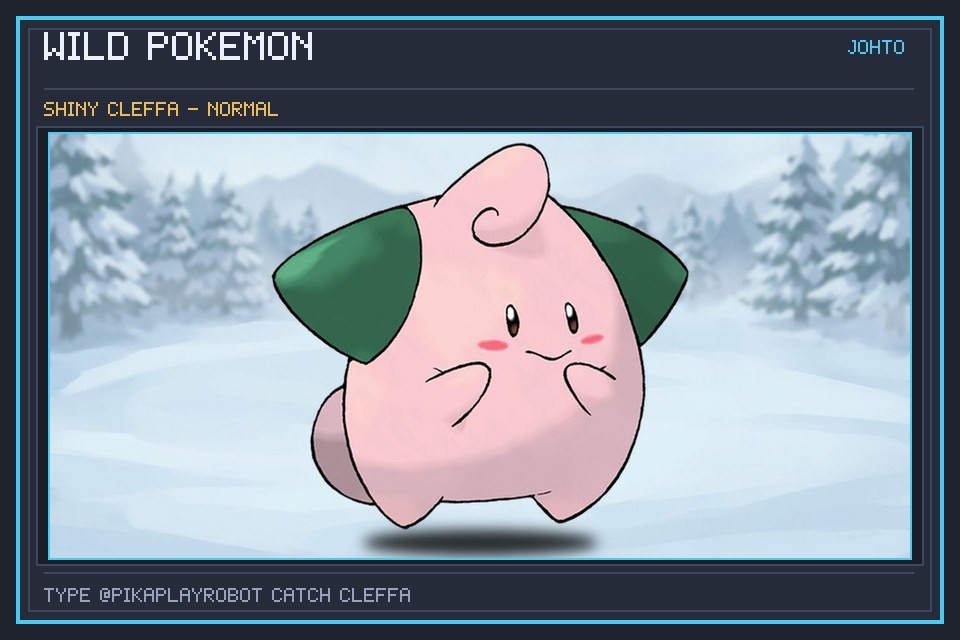 WILD POKEMON
JOHTO
SHINY CLEFFA - NORMAL
TYPE @PIKAPLAYROBOT CATCH CLEFFA